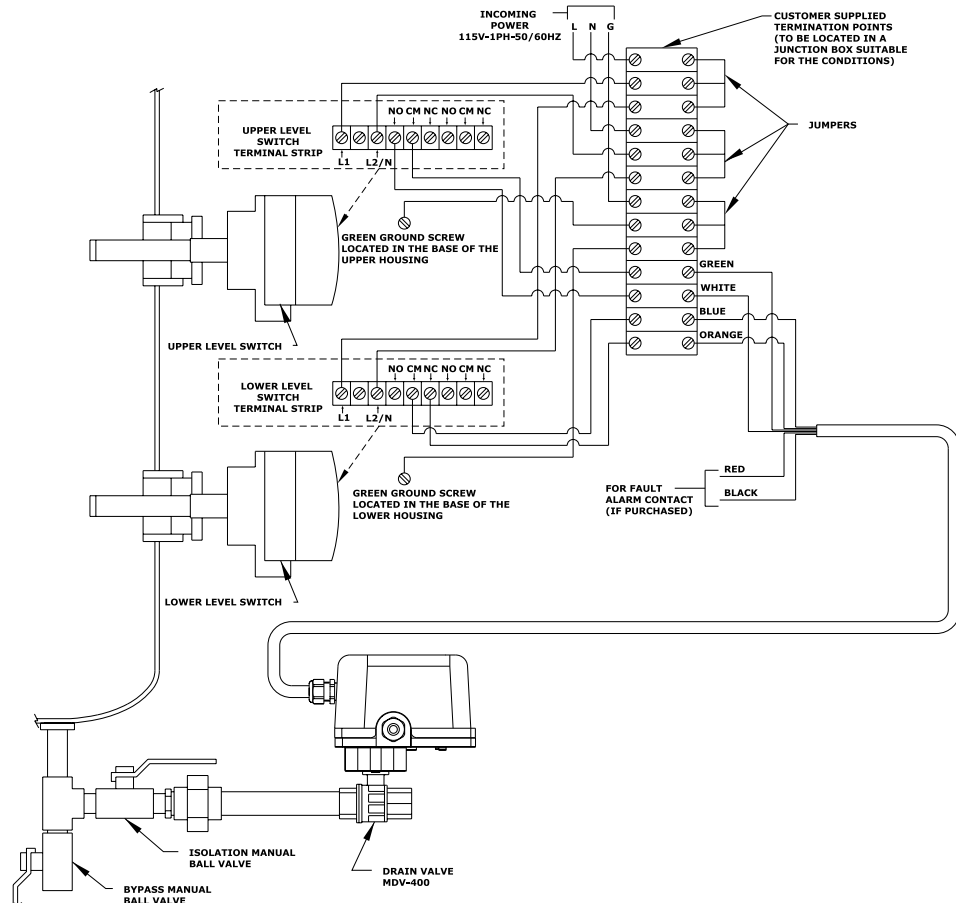 INCOMING
POWER
115V-1PH-50/60HZ
L N G
CUSTOMER SUPPLIED
TERMINATION POINTS
(TO BE LOCATED IN A
JUNCTION BOX SUITABLE
FOR THE CONDITIONS)
JUMPERS
NO CM NC NO CM NC
UPPER LEVEL
SWITCH
TERMINAL STRIP
L1 L2/N
GREEN GROUND SCREW
LOCATED IN THE BASE OF THE
UPPER HOUSING
GREEN
WHITE
BLUE
ORANGE
UPPER LEVEL SWITCH
NO CM NC NO CM NC
LOWER LEVEL
SWITCH
TERMINAL STRIP
L1 L2/N
GREEN GROUND SCREW
LOCATED IN THE BASE OF THE
LOWER HOUSING
FOR FAULT
ALARM CONTACT
(IF PURCHASED)
RED
BLACK
LOWER LEVEL SWITCH
ISOLATION MANUAL
BALL VALVE
DRAIN VALVE
MDV-400
BYPASS MANUAL
BALL VALVE